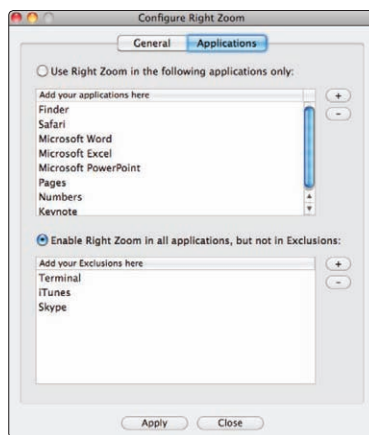 Configure Right Zoom
General Applications
Use Right Zoom in the following applications only:
Add your applications here
+
-
Finder
Safari
Microsoft Word
Microsoft Excel
Microsoft PowerPoint
Pages
Numbers
Keynote
Enable Right Zoom in all applications, but not in Exclusions:
Add your Exclusions here
+
-
Terminal
iTunes
Skype
Apply Close